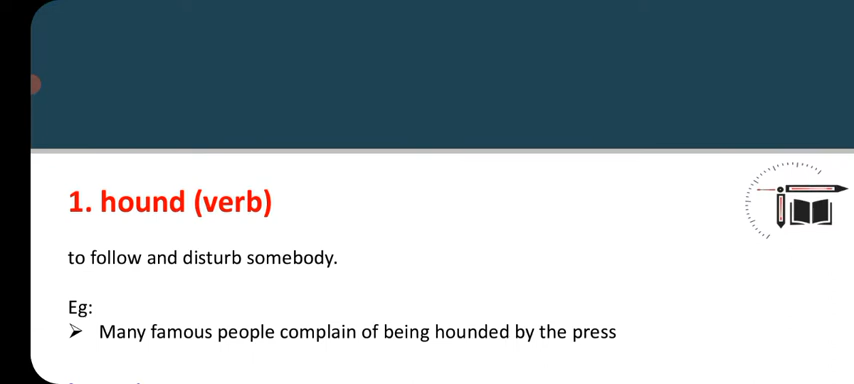 1. hound (verb)
to follow and disturb somebody.
Eg:
➢ Many famous people complain of being hounded by the press